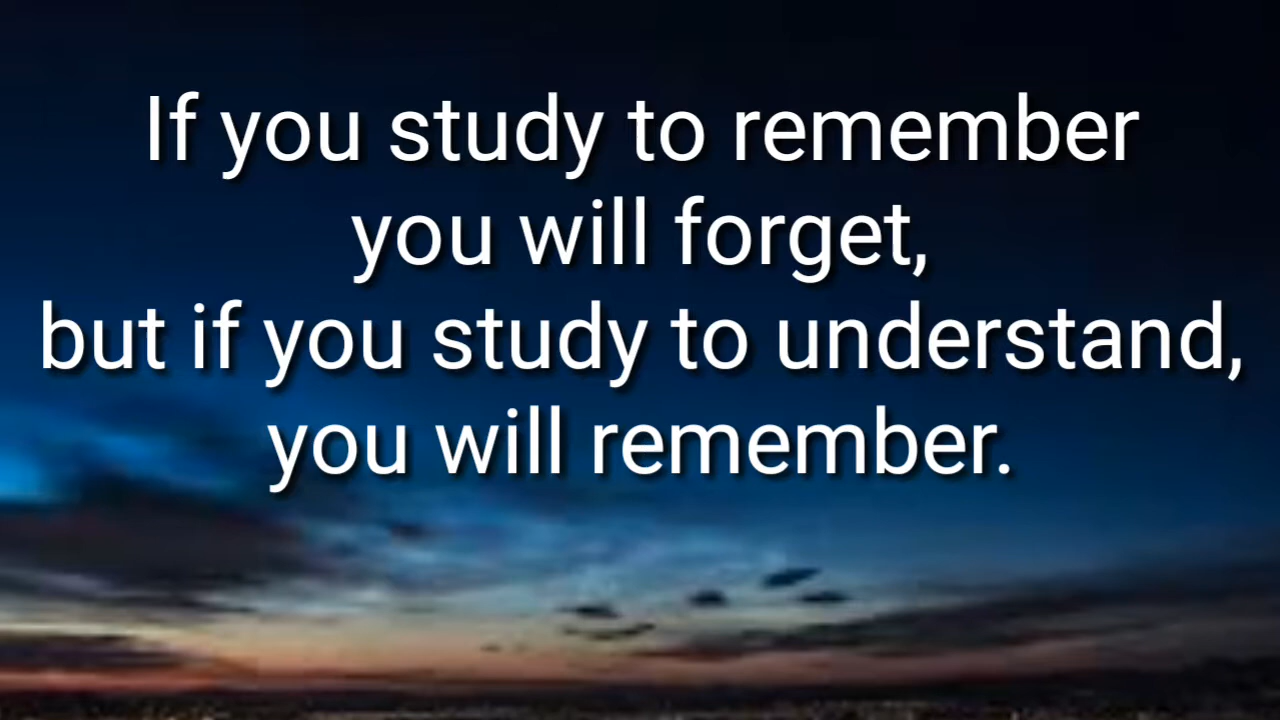 If you study to remember
you will forget,
but if you study to understand,
you will remember.